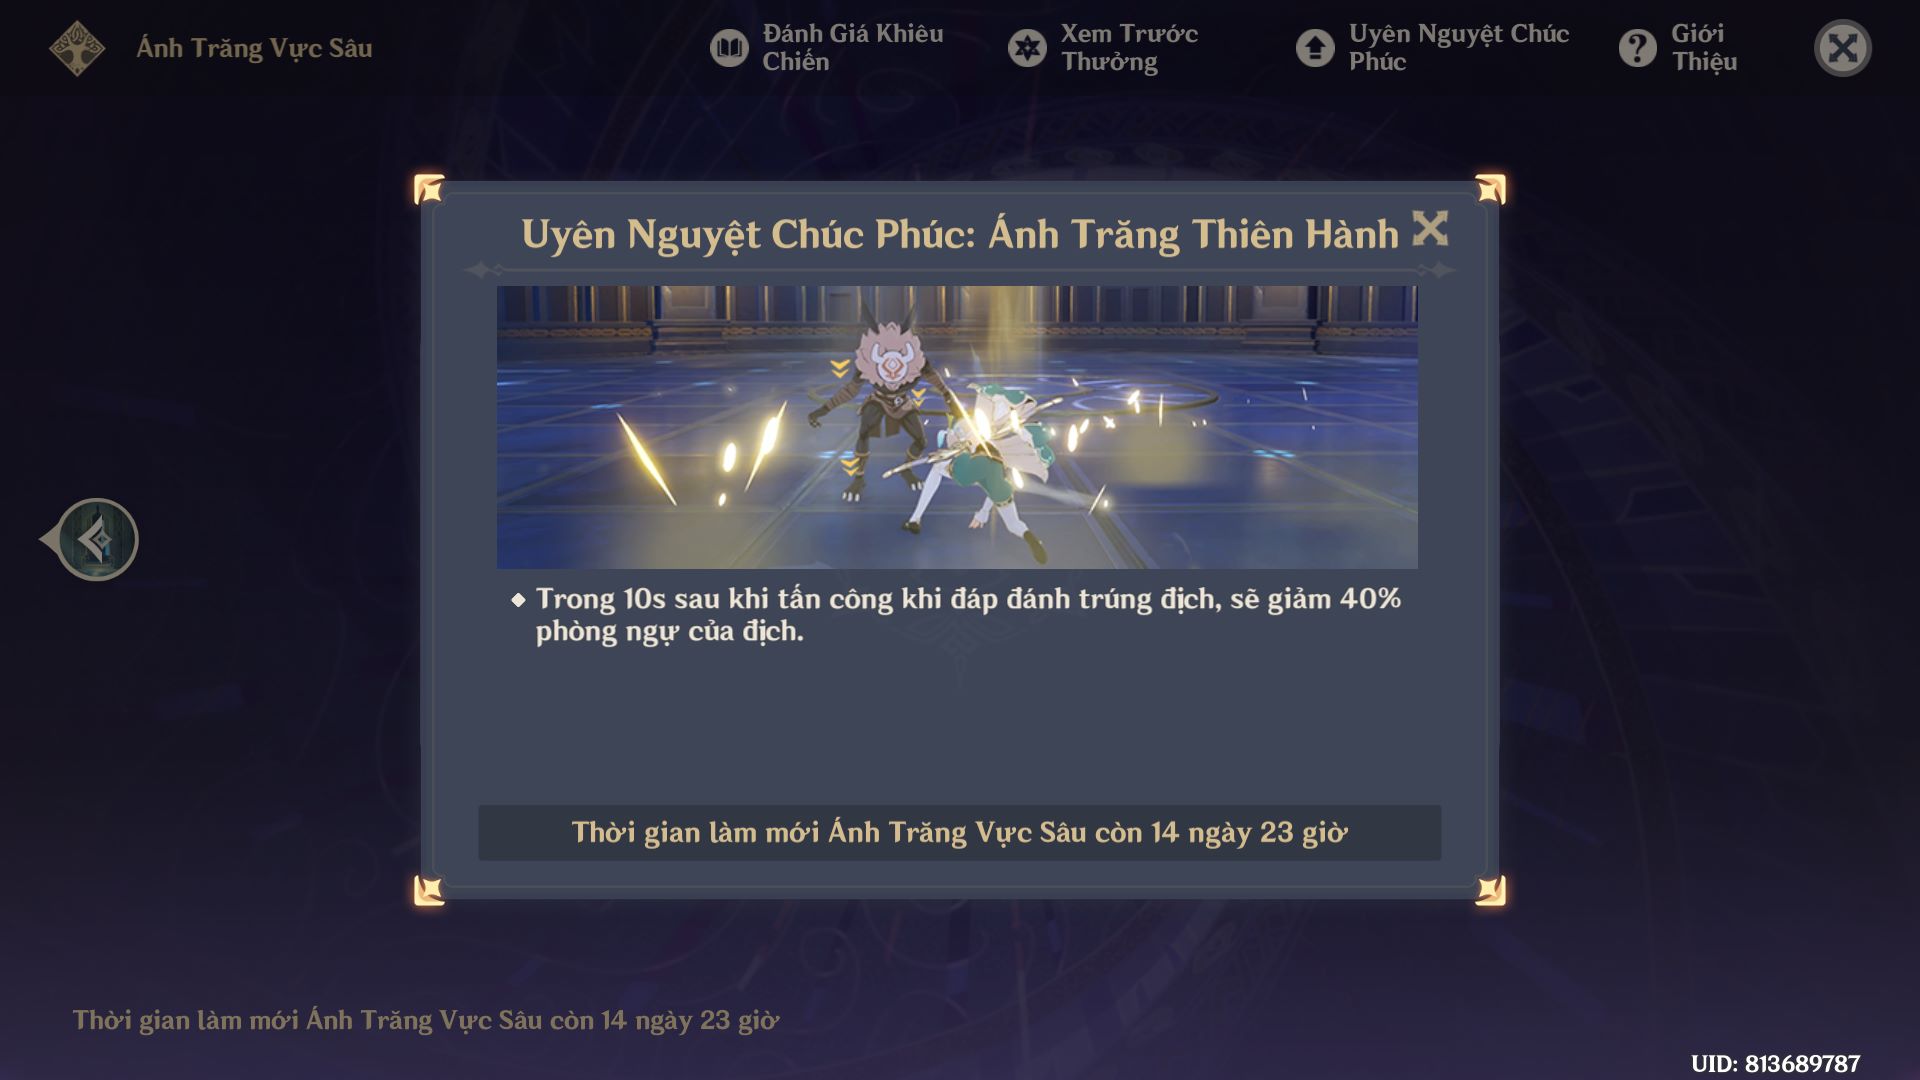 Ánh Trăng Vực Sâu
Đánh Giá Khiêu
Chiến
Xem Trước
Thưởng
Uyên Nguyệt Chúc
Phúc
Giới
Thiệu
Uyên Nguyệt Chúc Phúc: Ánh Trăng Thiên Hành
Trong 10s sau khi tấn công khi đáp đánh trúng địch, sẽ giảm 40%
phòng ngự của địch.
Thời gian làm mới Ánh Trăng Vực Sâu còn 14 ngày 23 giờ
Thời gian làm mới Ánh Trăng Vực Sâu còn 14 ngày 23 giờ
UID: 813689787